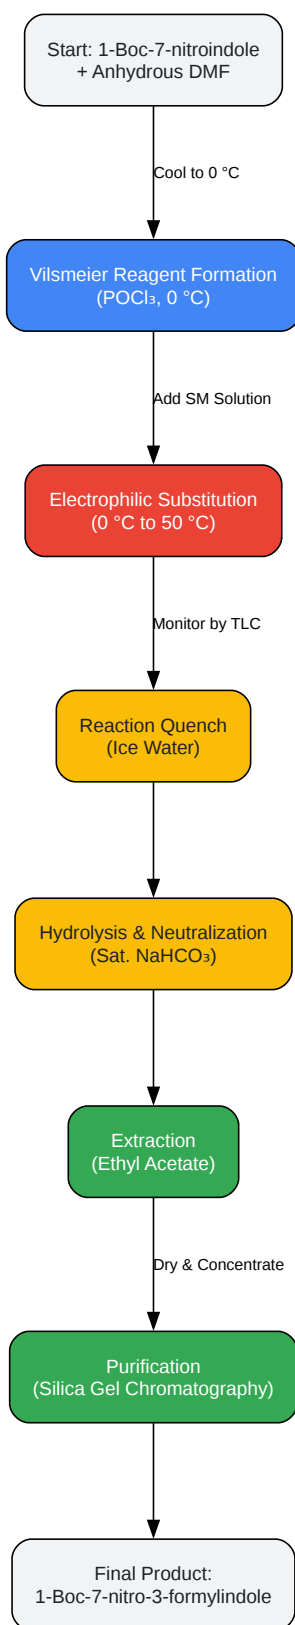 Start: 1-Boc-7-nitroindole
+ Anhydrous DMF
Cool to 0 °C
Vilsmeier Reagent Formation
(POCl₃, 0 °C)
Add SM Solution
Electrophilic Substitution
(0 °C to 50 °C)
Monitor by TLC
Reaction Quench
(Ice Water)
Hydrolysis & Neutralization
(Sat. NaHCO₃)
Extraction
(Ethyl Acetate)
Dry & Concentrate
Purification
(Silica Gel Chromatography)
Final Product:
1-Boc-7-nitro-3-formylindole